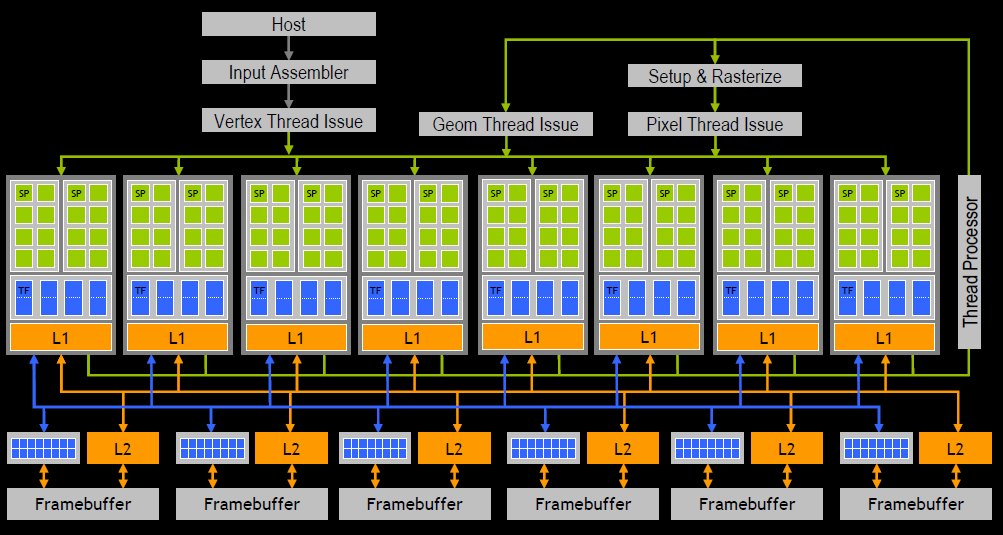 Host
Input Assembler
Setup & Rasterize
Vertex Thread Issue
Geom Thread Issue
Pixel Thread Issue
SP SP SP SP SP SP SP SP SP SP SP SP SP SP SP SP
Thread Processor
TF TF TF TF TF TF TF TF
L1 L1 L1 L1 L1 L1 L1 L1
L2 L2 L2 L2 L2 L2
Framebuffer Framebuffer Framebuffer Framebuffer Framebuffer Framebuffer